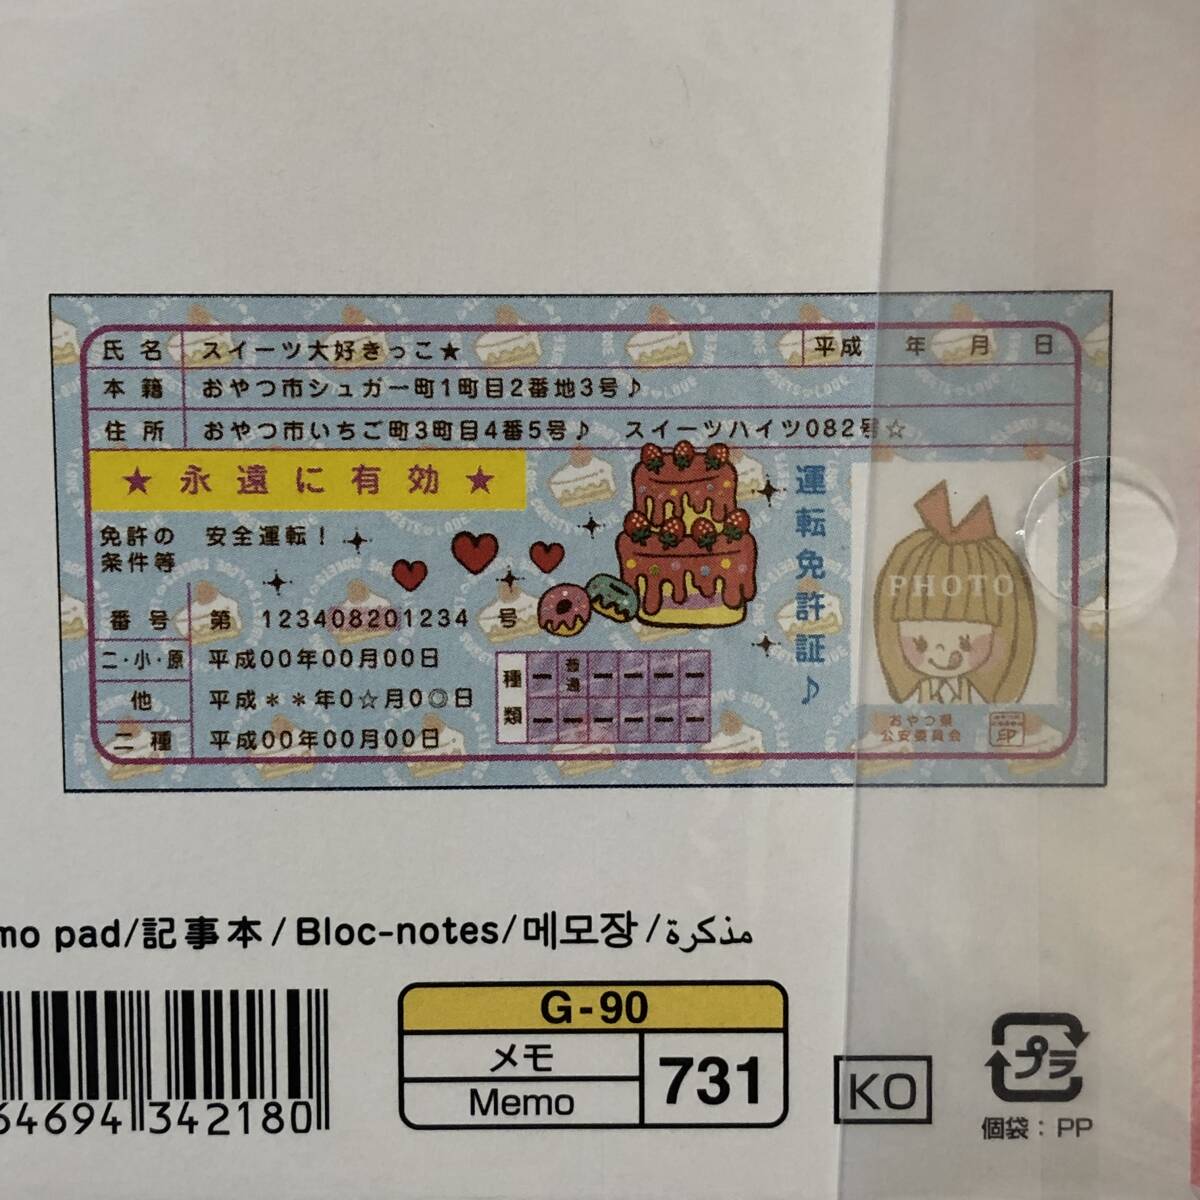 氏名 スイーツ大好きっこ★ 平成 年 月 日
本籍 おやつ市シュガー町1町目2番地3号♪
住所 おやつ市いちご町3町目4番5号♪ スイーツハイツ082号☆
★永遠に有効★
免許の条件等 安全運転!
番号 第 123408201234 号
二・小・原 平成00年00月00日
他 平成＊＊年0☆月0◎日
二種 平成00年00月00日
種類 普通
運転免許証♪
PHOTO
おやつ県
公安委員会
印
mo pad/記事本/Bloc-notes/메모장/مذكرة
64694 342180
G-90
メモ
Memo
731
KO
プラ
個袋：PP